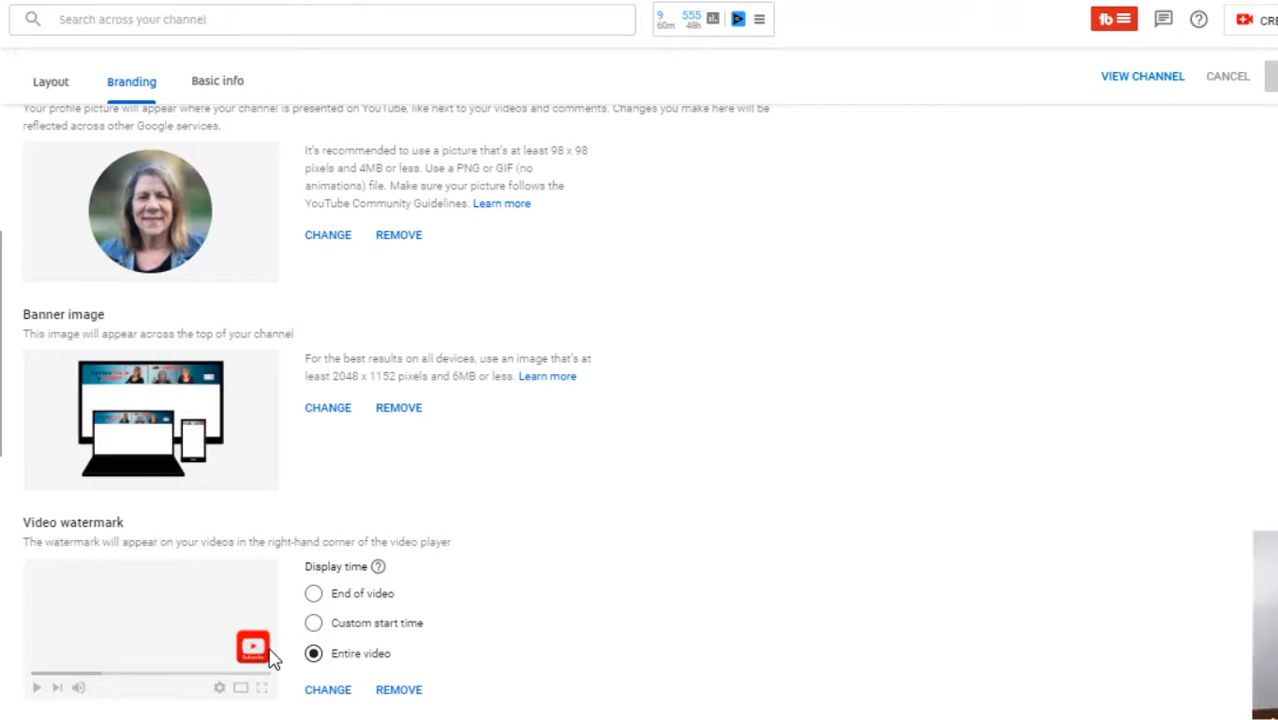 Search across your channel
9 555
60m 48h
tb
CRE
Layout Branding Basic info
VIEW CHANNEL CANCEL
Your profile picture will appear where your channel is presented on YouTube, like next to your videos and comments. Changes you make here will be
reflected across other Google services.
It's recommended to use a picture that's at least 98 x 98
pixels and 4MB or less. Use a PNG or GIF (no
animations) file. Make sure your picture follows the
YouTube Community Guidelines. Learn more
CHANGE REMOVE
Banner image
This image will appear across the top of your channel
For the best results on all devices, use an image that's at
least 2048 x 1152 pixels and 6MB or less. Learn more
CHANGE REMOVE
Video watermark
The watermark will appear on your videos in the right-hand corner of the video player
Display time
End of video
Custom start time
Subscribe
Entire video
CHANGE REMOVE